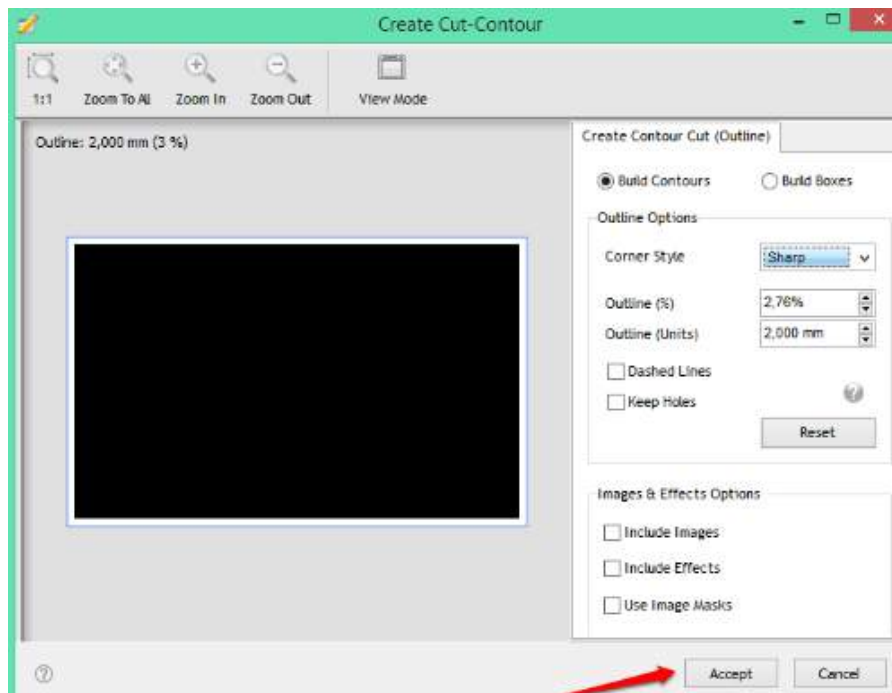 Create Cut-Contour
1:1 Zoom To All Zoom In Zoom Out View Mode
Outline: 2,000 mm (3 %)
Create Contour Cut (Outline)
Build Contours Build Boxes
Outline Options
Corner Style Sharp
Outline (%) 2,76%
Outline (Units) 2,000 mm
Dashed Lines
Keep Holes
Reset
Images & Effects Options
Include Images
Include Effects
Use Image Masks
Accept Cancel